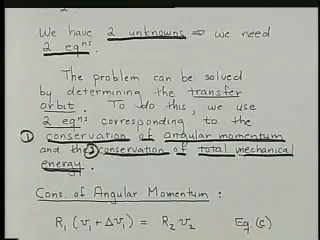 We have 2 unknowns ⇒ we need
2 eqns.
The problem can be solved
by determining the transfer
orbit. To do this, we use
2 eqns corresponding to the
① conservation of angular momentum
and the ② conservation of total mechanical
energy.
Cons. of Angular Momentum :
R₁ (v₁ + Δv₁) = R₂ v₂ Eq. (c)